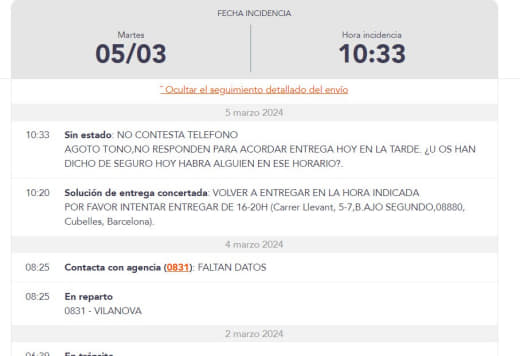 FECHA INCIDENCIA
Martes
05/03
Hora incidencia
10:33
Ocultar el seguimiento detallado del envío
5 marzo 2024
10:33 Sin estado: NO CONTESTA TELEFONO
AGOTO TONO,NO RESPONDEN PARA ACORDAR ENTREGA HOY EN LA TARDE. ¿U OS HAN
DICHO DE SEGURO HOY HABRA ALGUIEN EN ESE HORARIO?.
10:20 Solución de entrega concertada: VOLVER A ENTREGAR EN LA HORA INDICADA
POR FAVOR INTENTAR ENTREGAR DE 16-20H (Carrer Llevant, 5-7,B.AJO SEGUNDO,08880,
Cubelles, Barcelona).
4 marzo 2024
08:25 Contacta con agencia (0831): FALTAN DATOS
08:25 En reparto
0831 - VILANOVA
2 marzo 2024
06:39 En tránsito